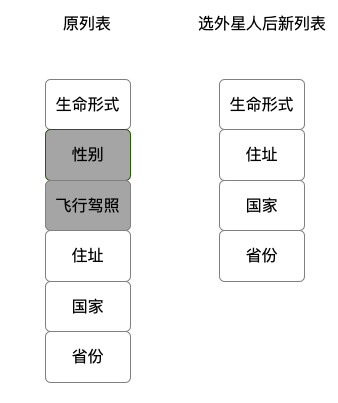 原列表
选外星人后新列表
生命形式
性别
飞行驾照
住址
国家
省份
生命形式
住址
国家
省份